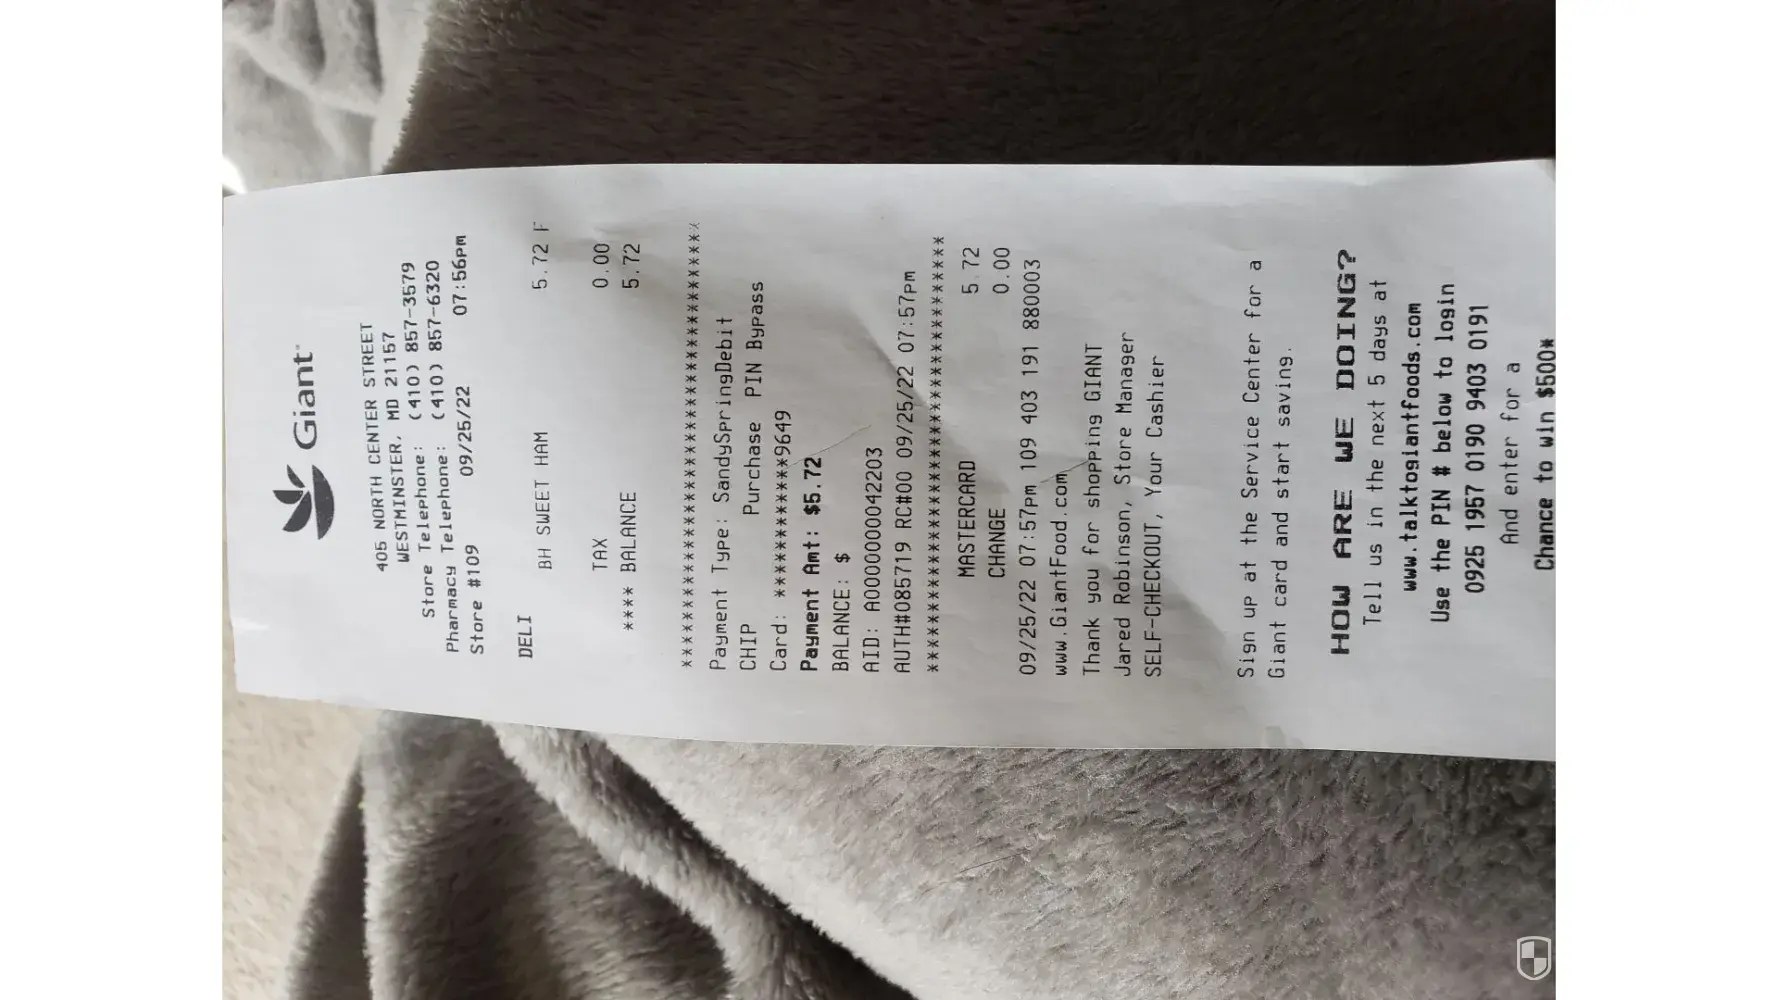 Giant
405 NORTH CENTER STREET
WESTMINSTER, MD 21157
Store Telephone: (410) 857-3579
Pharmacy Telephone: (410) 857-6320
Store #109 09/25/22 07:56pm
DELI
BH SWEET HAM 5.72 F
TAX 0.00
**** BALANCE 5.72
************************************************
Payment Type: SandySpringDebit
CHIP Purchase PIN Bypass
Card: ************9649
Payment Amt: $5.72
BALANCE: $
AID: A0000000042203
AUTH#085719 RC#00 09/25/22 07:57pm
************************************************
MASTERCARD 5.72
CHANGE 0.00
09/25/22 07:57pm 109 403 191 880003
www.GiantFood.com
Thank you for shopping GIANT
Jared Robinson, Store Manager
SELF-CHECKOUT, Your Cashier
Sign up at the Service Center for a
Giant card and start saving.
HOW ARE WE DOING?
Tell us in the next 5 days at
www.talktogiantfoods.com
Use the PIN # below to login
0925 1957 0190 9403 0191
And enter for a
Chance to win $500*